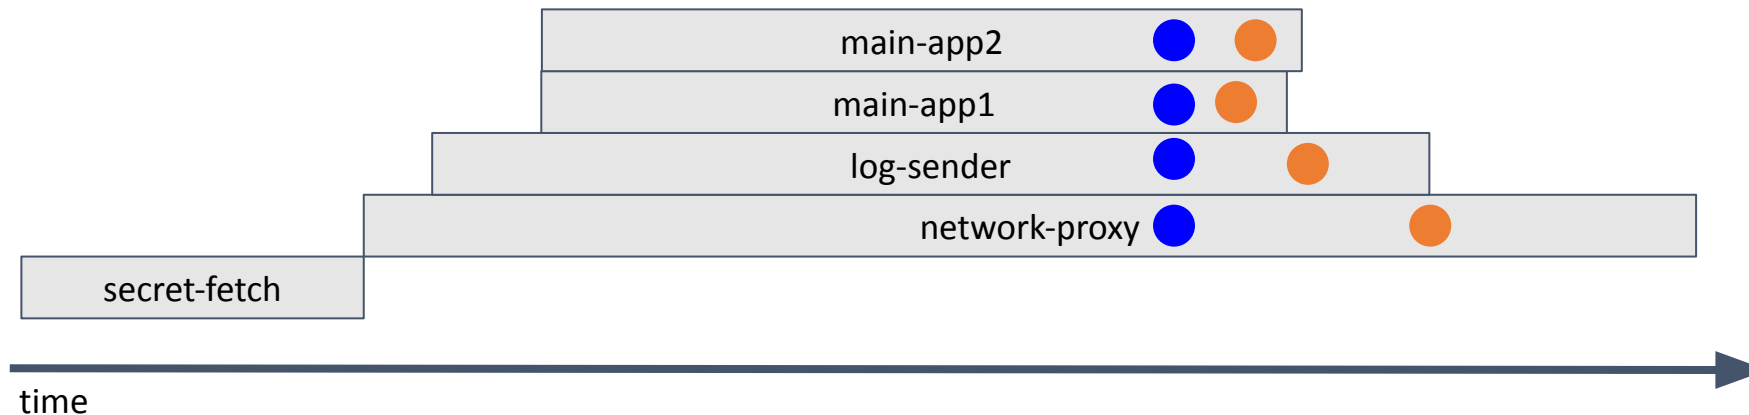 main-app2
main-app1
log-sender
network-proxy
secret-fetch
time